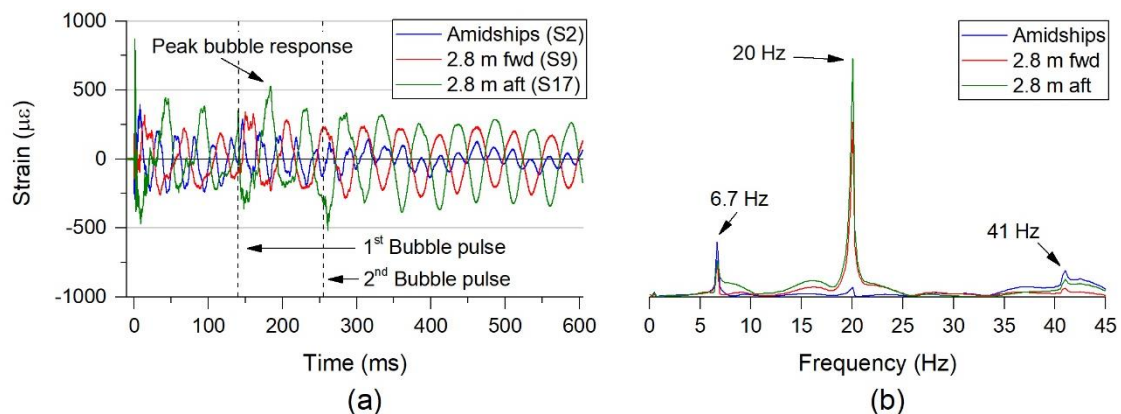 1000
500
0
-500
-1000
Strain (µε)
0 100 200 300 400 500 600
Time (ms)
Peak bubble response
Amidships (S2)
2.8 m fwd (S9)
2.8 m aft (S17)
1st Bubble pulse
2nd Bubble pulse
(a)
20 Hz
6.7 Hz
41 Hz
Amidships
2.8 m fwd
2.8 m aft
0 5 10 15 20 25 30 35 40 45
Frequency (Hz)
(b)